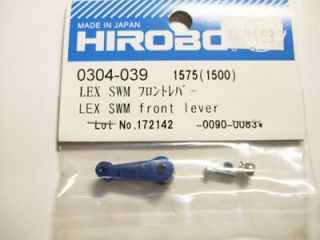 MADE IN JAPAN
HIROBO
0304-039 1575(1500)
LEX SWM フロントレバー
LEX SWM front lever
Lot No.172142 -0090-0083*